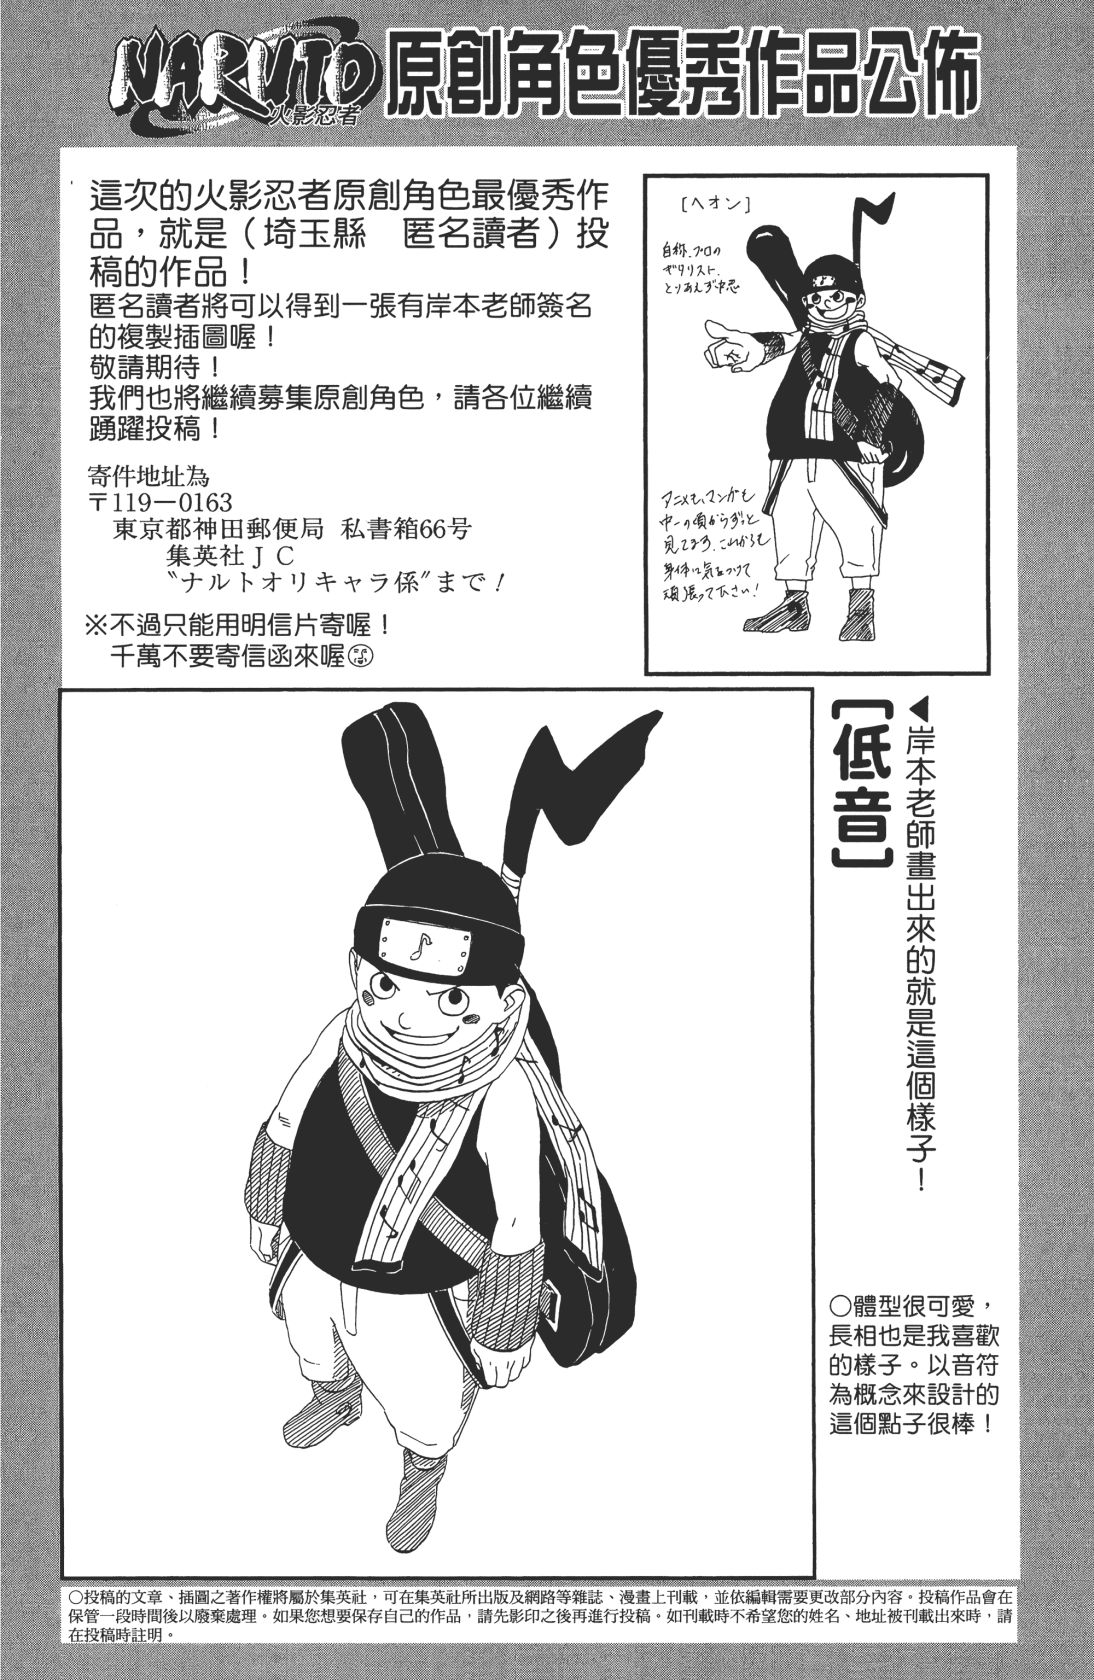 NARUTO
火影忍者
原創角色優秀作品公佈
這次的火影忍者原創角色最優秀作
品，就是（埼玉縣　匿名讀者）投
稿的作品！
匿名讀者將可以得到一張有岸本老師簽名
的複製插圖喔！
敬請期待！
我們也將繼續募集原創角色，請各位繼續
踴躍投稿！
寄件地址為
〒119－0163
東京都神田郵便局 私書箱66号
集英社ＪＣ
〝ナルトオリキャラ係〞まで！
※不過只能用明信片寄喔！
千萬不要寄信函來喔
［ヘオン］
自称、プロの
ギタリスト、
とりあえず中忍
アニメも、マンガも
中一の頃からずっと
見てます、これからも
身体に気をつけて
頑張って下さい！
◀岸本老師畫出來的就是這個樣子！
［低音］
○體型很可愛，
長相也是我喜歡
的樣子。以音符
為概念來設計的
這個點子很棒！
○投稿的文章、插圖之著作權將屬於集英社，可在集英社所出版及網路等雜誌、漫畫上刊載，並依編輯需要更改部分內容。投稿作品會在
保管一段時間後以廢棄處理。如果您想要保存自己的作品，請先影印之後再進行投稿。如刊載時不希望您的姓名、地址被刊載出來時，請
在投稿時註明。